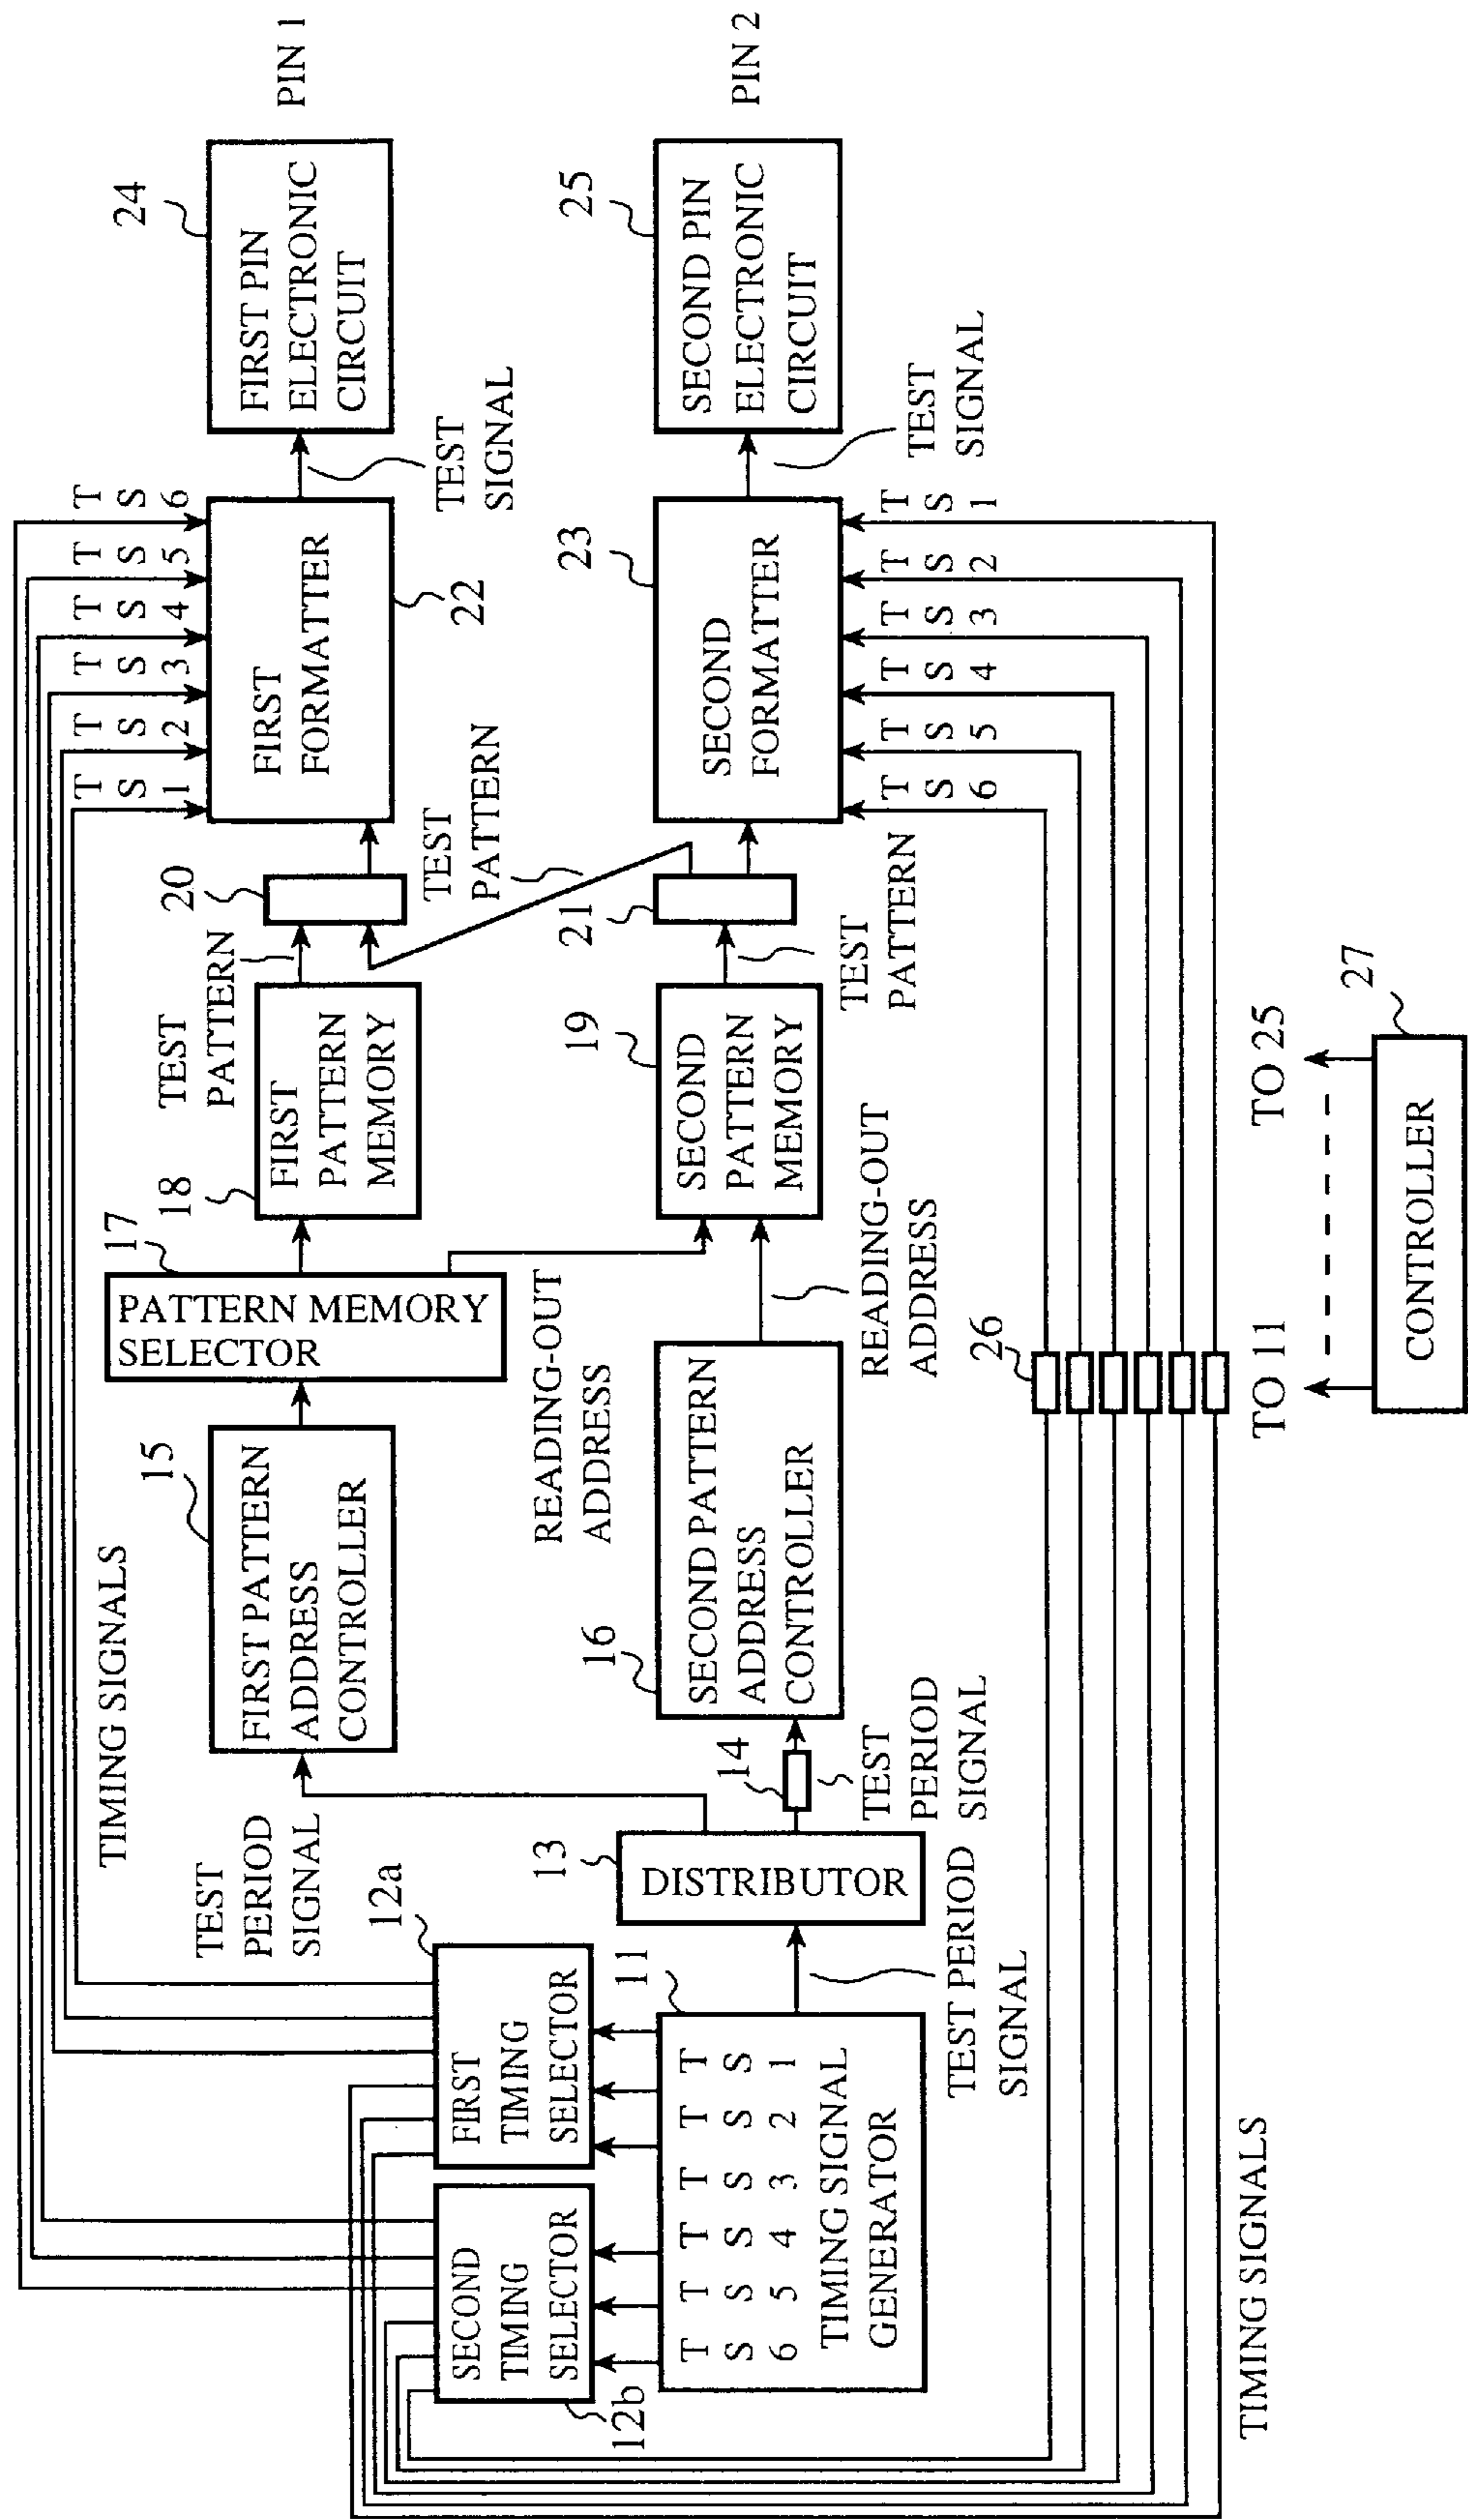 TIMING SIGNALS
T S 1
T S 2
T S 3
T S 4
T S 5
T S 6
12b
SECOND
TIMING
SELECTOR
12a
FIRST
TIMING
SELECTOR
11
T T T T T T
S S S S S S
6 5 4 3 2 1
TIMING SIGNAL
GENERATOR
TEST PERIOD
SIGNAL
13
DISTRIBUTOR
TEST
PERIOD
SIGNAL
14
TEST
PERIOD
SIGNAL
15
FIRST PATTERN
ADDRESS
CONTROLLER
16
SECOND PATTERN
ADDRESS
CONTROLLER
17
PATTERN MEMORY
SELECTOR
READING-OUT
ADDRESS
READING-OUT
ADDRESS
18
FIRST
PATTERN
MEMORY
19
SECOND
PATTERN
MEMORY
TEST
PATTERN
20
TEST
PATTERN
21
TEST
PATTERN
FIRST
FORMATTER
22
23
SECOND
FORMATTER
T S 6
T S 5
T S 4
T S 3
T S 2
T S 1
TEST
SIGNAL
TEST
SIGNAL
24
FIRST PIN
ELECTRONIC
CIRCUIT
PIN 1
25
SECOND PIN
ELECTRONIC
CIRCUIT
PIN 2
26
TIMING SIGNALS
TO 11
TO 25
27
CONTROLLER